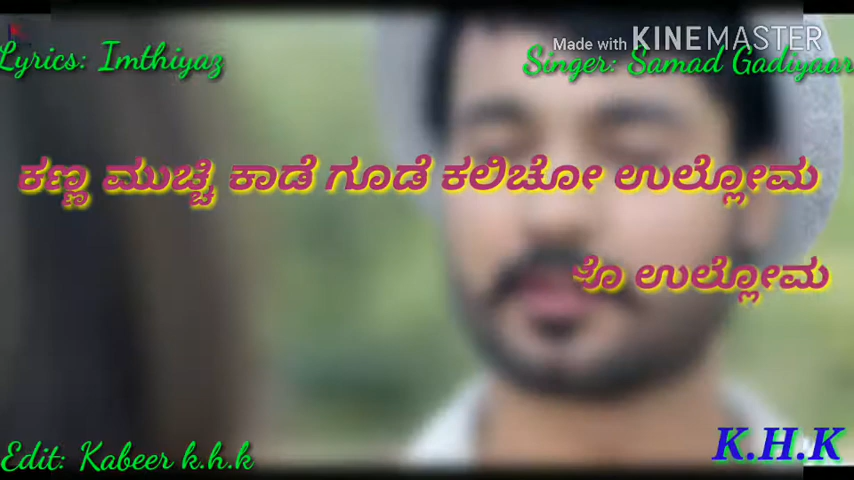 Made with KINEMASTER
Lyrics: Imthiyaz
Singer: Samad Gadiyaar
ಕಣ್ಣ ಮುಚ್ಚಿ ಕಾಡೆ ಗೂಡೆ ಕಲಿಚೋ ಉಲ್ಲೋಮ
ಉಲ್ಲೋಮ
Edit: Kabeer k.h.k
K.H.K